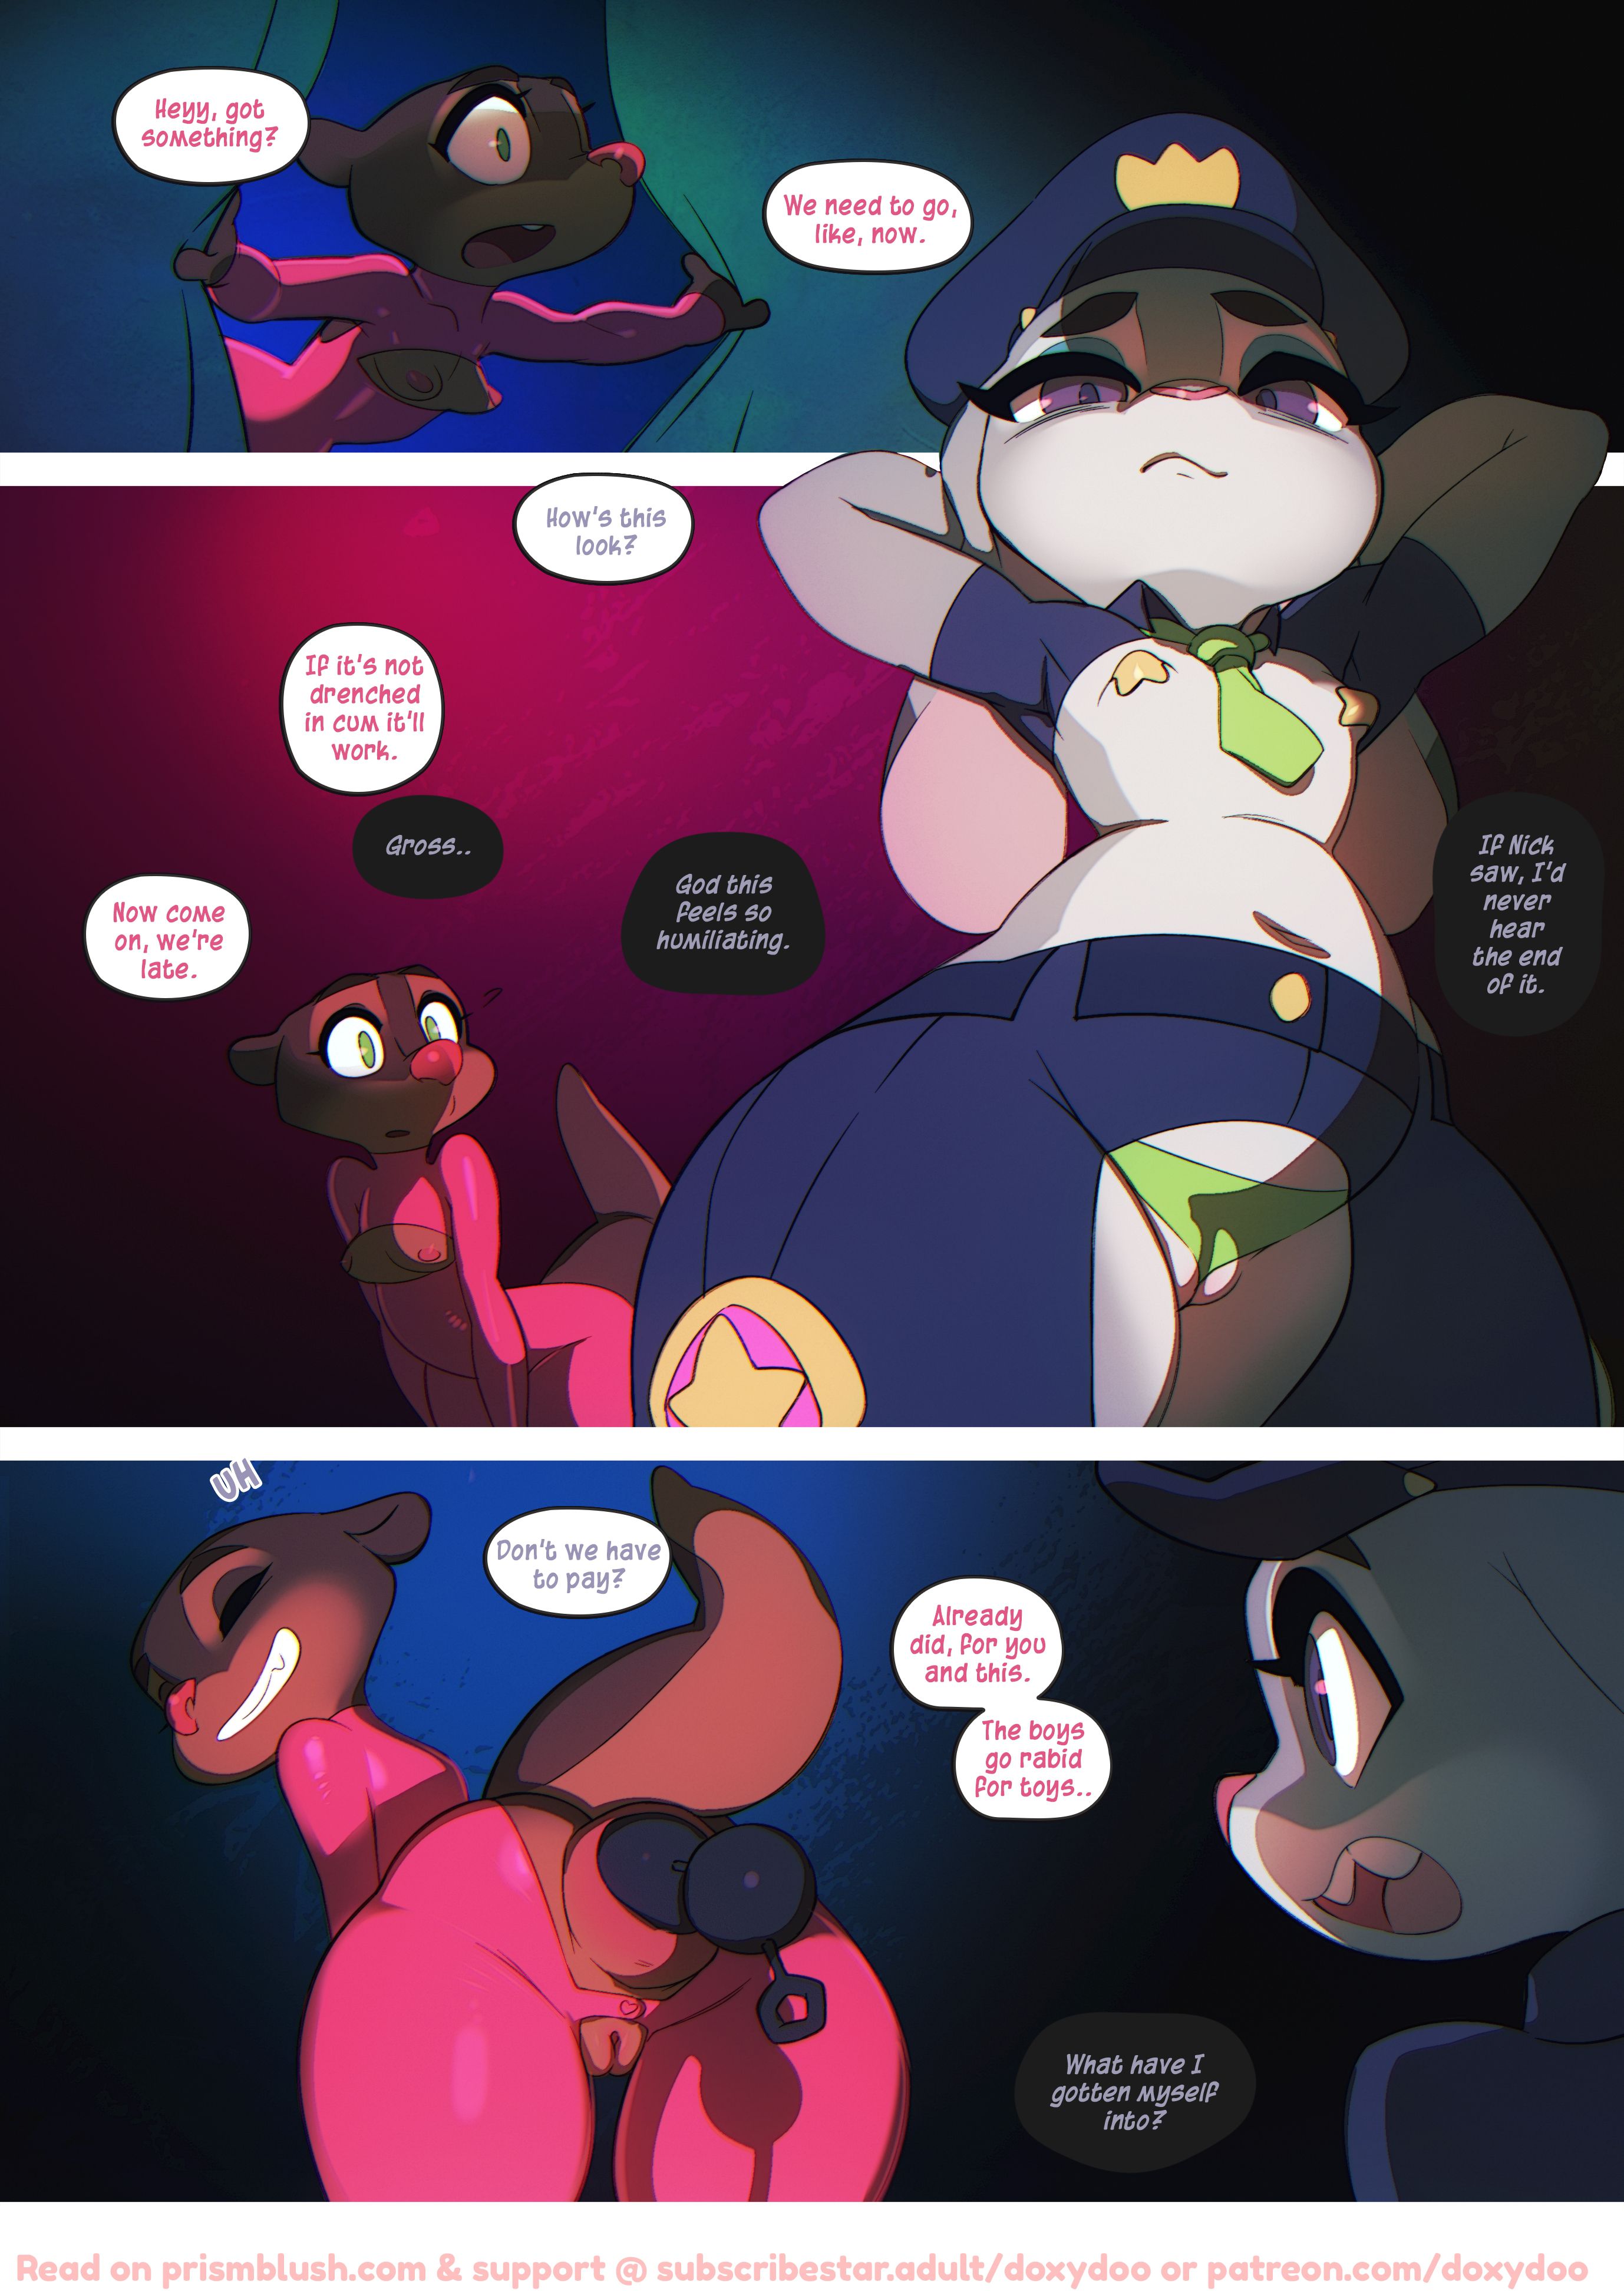 Heyy, got
something?
We need to go,
like, now.
How's this
look?
If it's not
drenched
in cum it'll
work.
Gross..
Now come
on, we're
late.
God this
feels so
humiliating.
If Nick
saw, I'd
never
hear
the end
of it.
UH
Don't we have
to pay?
Already
did, for you
and this.
The boys
go rabid
for toys..
What have I
gotten myself
into?
Read on prismblush.com & support @ subscribestar.adult/doxydoo or patreon.com/doxydoo